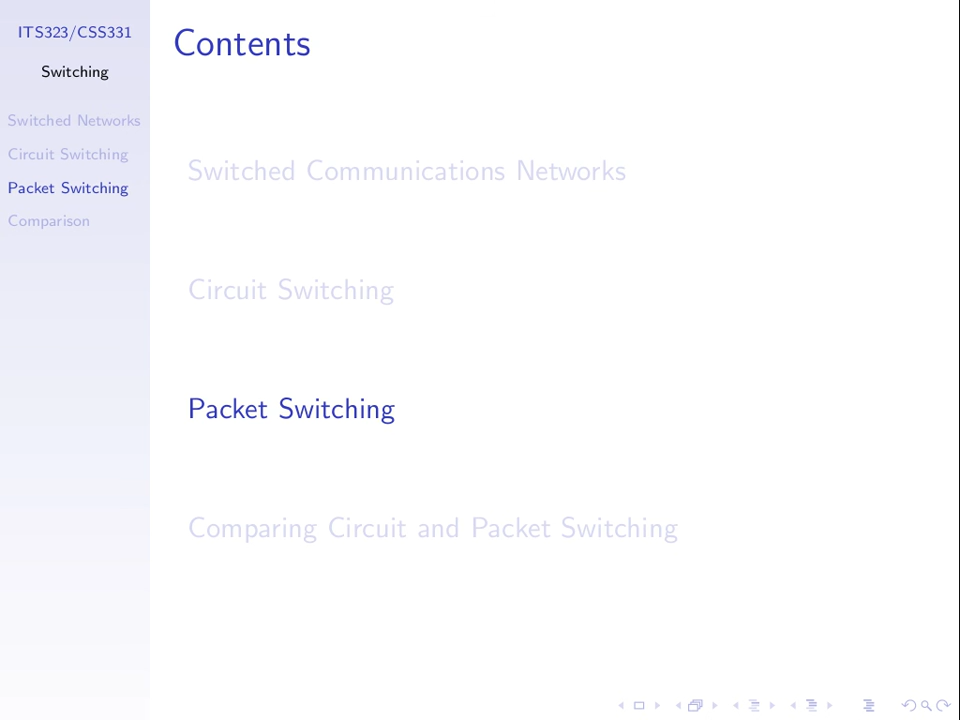 ITS323/CSS331
Switching
Switched Networks
Circuit Switching
Packet Switching
Comparison
Contents
Switched Communications Networks
Circuit Switching
Packet Switching
Comparing Circuit and Packet Switching